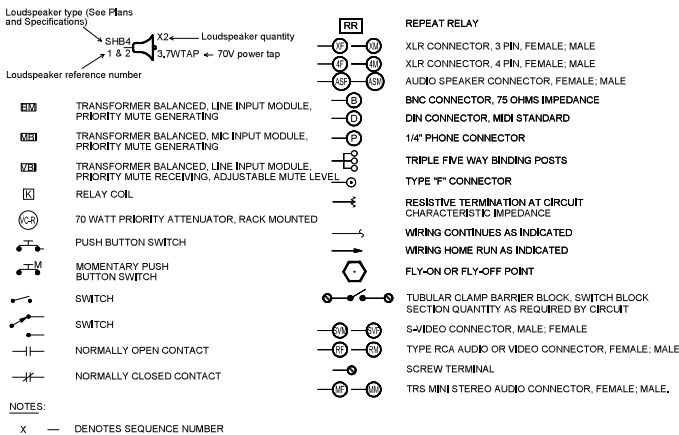 Loudspeaker type (See Plans
and Specifications)
X2
Loudspeaker quantity
SHB4
1 & 2
3.7WTAP
70V power tap
Loudspeaker reference number
BM
TRANSFORMER BALANCED, LINE INPUT MODULE,
PRIORITY MUTE GENERATING
MBI
TRANSFORMER BALANCED, MIC INPUT MODULE,
PRIORITY MUTE GENERATING
TRANSFORMER BALANCED, LINE INPUT MODULE,
PRIORITY MUTE RECEIVING, ADJUSTABLE MUTE LEVEL
K
RELAY COIL
VC-R
70 WATT PRIORITY ATTENUATOR, RACK MOUNTED
PUSH BUTTON SWITCH
M
MOMENTARY PUSH
BUTTON SWITCH
SWITCH
SWITCH
NORMALLY OPEN CONTACT
NORMALLY CLOSED CONTACT
NOTES:
X — DENOTES SEQUENCE NUMBER
RR
REPEAT RELAY
XF XM
XLR CONNECTOR, 3 PIN, FEMALE; MALE
4F 4M
XLR CONNECTOR, 4 PIN, FEMALE; MALE
ASF ASM
AUDIO SPEAKER CONNECTOR, FEMALE; MALE
B
BNC CONNECTOR, 75 OHMS IMPEDANCE
D
DIN CONNECTOR, MIDI STANDARD
P
1/4" PHONE CONNECTOR
TRIPLE FIVE WAY BINDING POSTS
TYPE "F" CONNECTOR
RESISTIVE TERMINATION AT CIRCUIT
CHARACTERISTIC IMPEDANCE
WIRING CONTINUES AS INDICATED
WIRING HOME RUN AS INDICATED
FLY-ON OR FLY-OFF POINT
TUBULAR CLAMP BARRIER BLOCK, SWITCH BLOCK
SECTION QUANTITY AS REQUIRED BY CIRCUIT
SVM SVF
S-VIDEO CONNECTOR, MALE; FEMALE
RF RM
TYPE RCA AUDIO OR VIDEO CONNECTOR, FEMALE; MALE
SCREW TERMINAL
MF MM
TRS MINI STEREO AUDIO CONNECTOR, FEMALE; MALE.